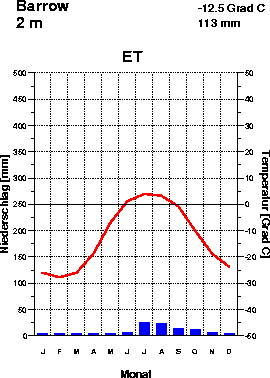 Barrow
-12.5 Grad C
2 m
113 mm
ET
500
50
450
40
400
30
350
20
300
10
250
0
200
-10
150
-20
100
-30
50
-40
0
-50
Niederschlag [mm]
Temperatur [Grad C]
J F M A M J J A S O N D
Monat